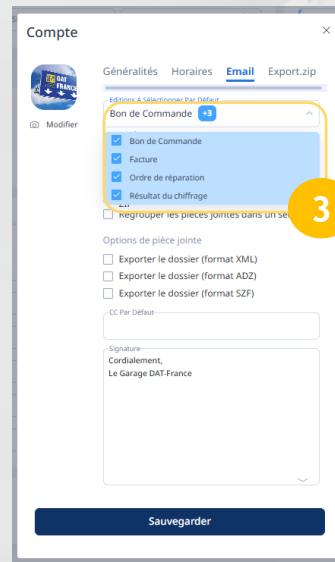 Compte
DAT
FRANCE
Modifier
Généralités Horaires Email Export.zip
Editions À Sélectionner Par Défaut
Bon de Commande +3
Bon de Commande
Facture
Ordre de réparation
Résultat du chiffrage
3
Regrouper les pièces jointes dans un
Options de pièce jointe
Exporter le dossier (format XML)
Exporter le dossier (format ADZ)
Exporter le dossier (format SZF)
CC Par Défaut
Signature
Cordialement,
Le Garage DAT-France
Sauvegarder